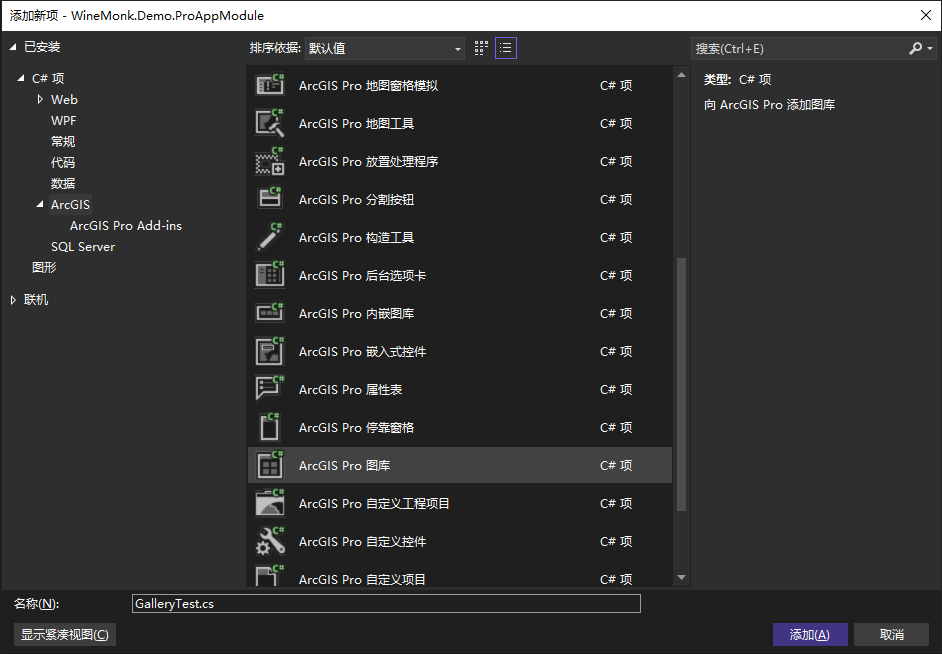 添加新项 - WineMonk.Demo.ProAppModule
已安装
C# 项
Web
WPF
常规
代码
数据
ArcGIS
ArcGIS Pro Add-ins
SQL Server
图形
联机
排序依据: 默认值
ArcGIS Pro 地图窗格模拟 C# 项
ArcGIS Pro 地图工具 C# 项
ArcGIS Pro 放置处理程序 C# 项
ArcGIS Pro 分割按钮 C# 项
ArcGIS Pro 构造工具 C# 项
ArcGIS Pro 后台选项卡 C# 项
ArcGIS Pro 内嵌图库 C# 项
ArcGIS Pro 嵌入式控件 C# 项
ArcGIS Pro 属性表 C# 项
ArcGIS Pro 停靠窗格 C# 项
ArcGIS Pro 图库 C# 项
ArcGIS Pro 自定义工程项目 C# 项
ArcGIS Pro 自定义控件 C# 项
ArcGIS Pro 自定义项目 C# 项
搜索(Ctrl+E)
类型: C# 项
向 ArcGIS Pro 添加图库
名称(N): GalleryTest.cs
显示紧凑视图(C) 添加(A) 取消